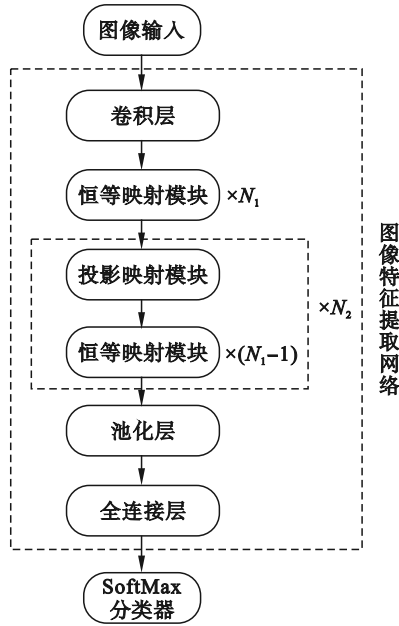 图像输入
卷积层
恒等映射模块 ×N₁
投影映射模块
×N₂
恒等映射模块 ×(N₁−1)
池化层
全连接层
SoftMax
分类器
图像特征提取网络